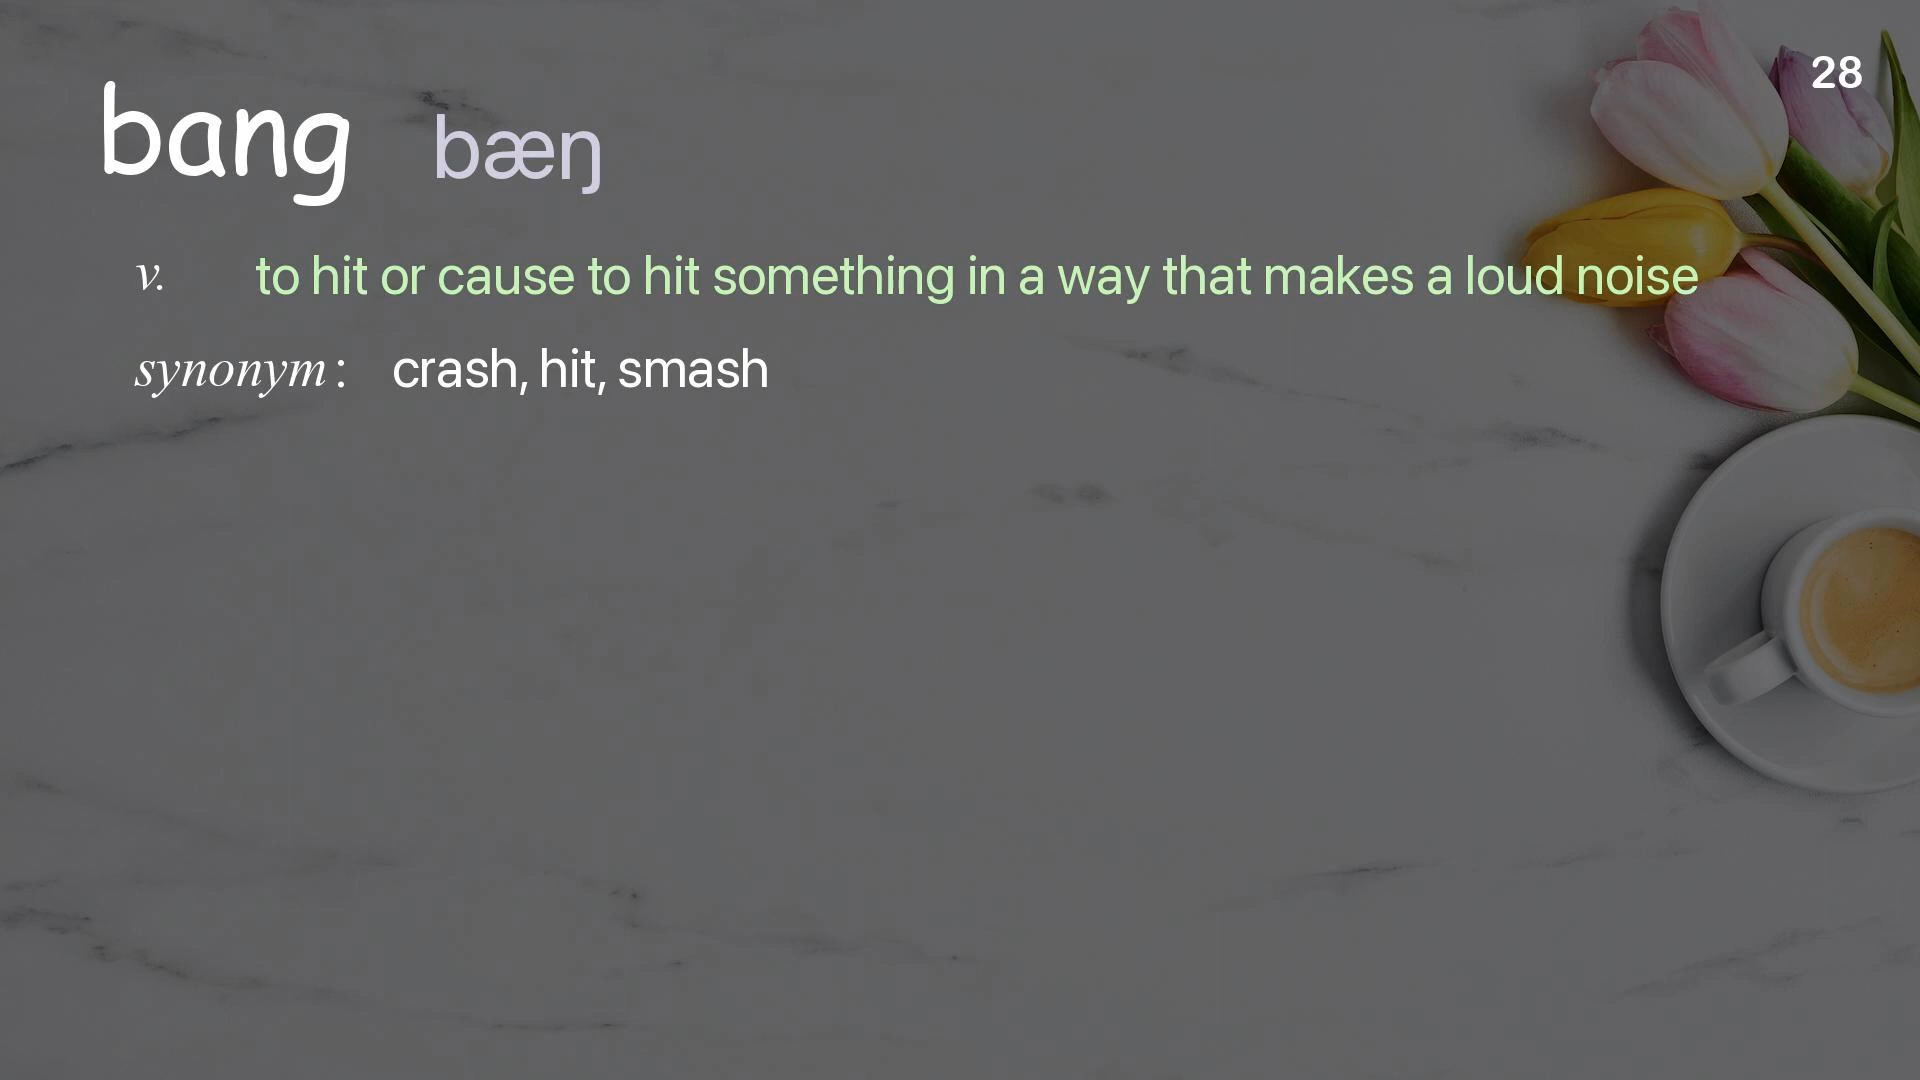 28
bang bæŋ
v. to hit or cause to hit something in a way that makes a loud noise
synonym : crash, hit, smash